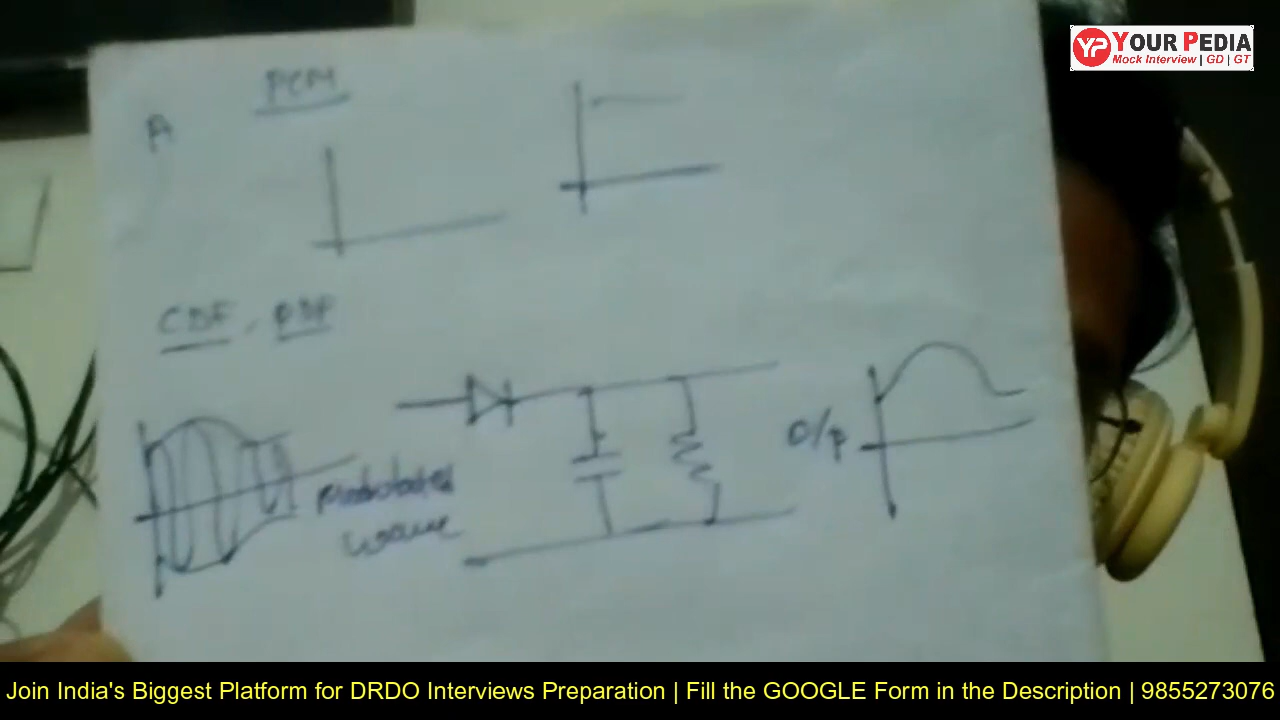 YP YOUR PEDIA
Mock Interview | GD | GT
PCM
A
CDF, PDF
Modulated
wave
O/P
Join India's Biggest Platform for DRDO Interviews Preparation | Fill the GOOGLE Form in the Description | 9855273076